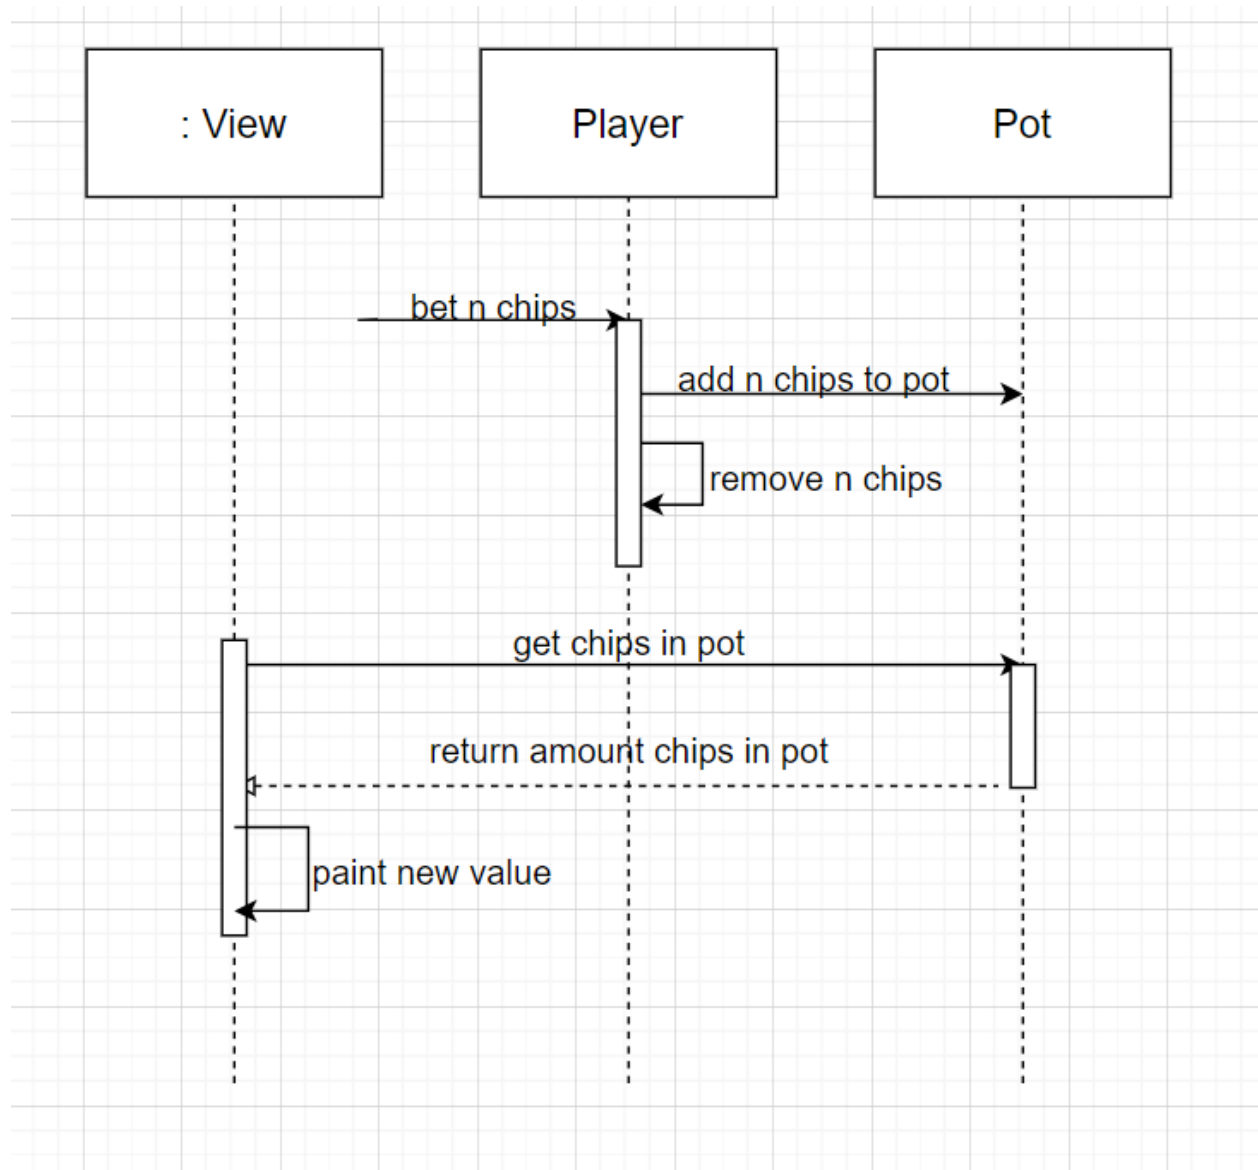 : View
Player
Pot
bet n chips
add n chips to pot
remove n chips
get chips in pot
return amount chips in pot
paint new value